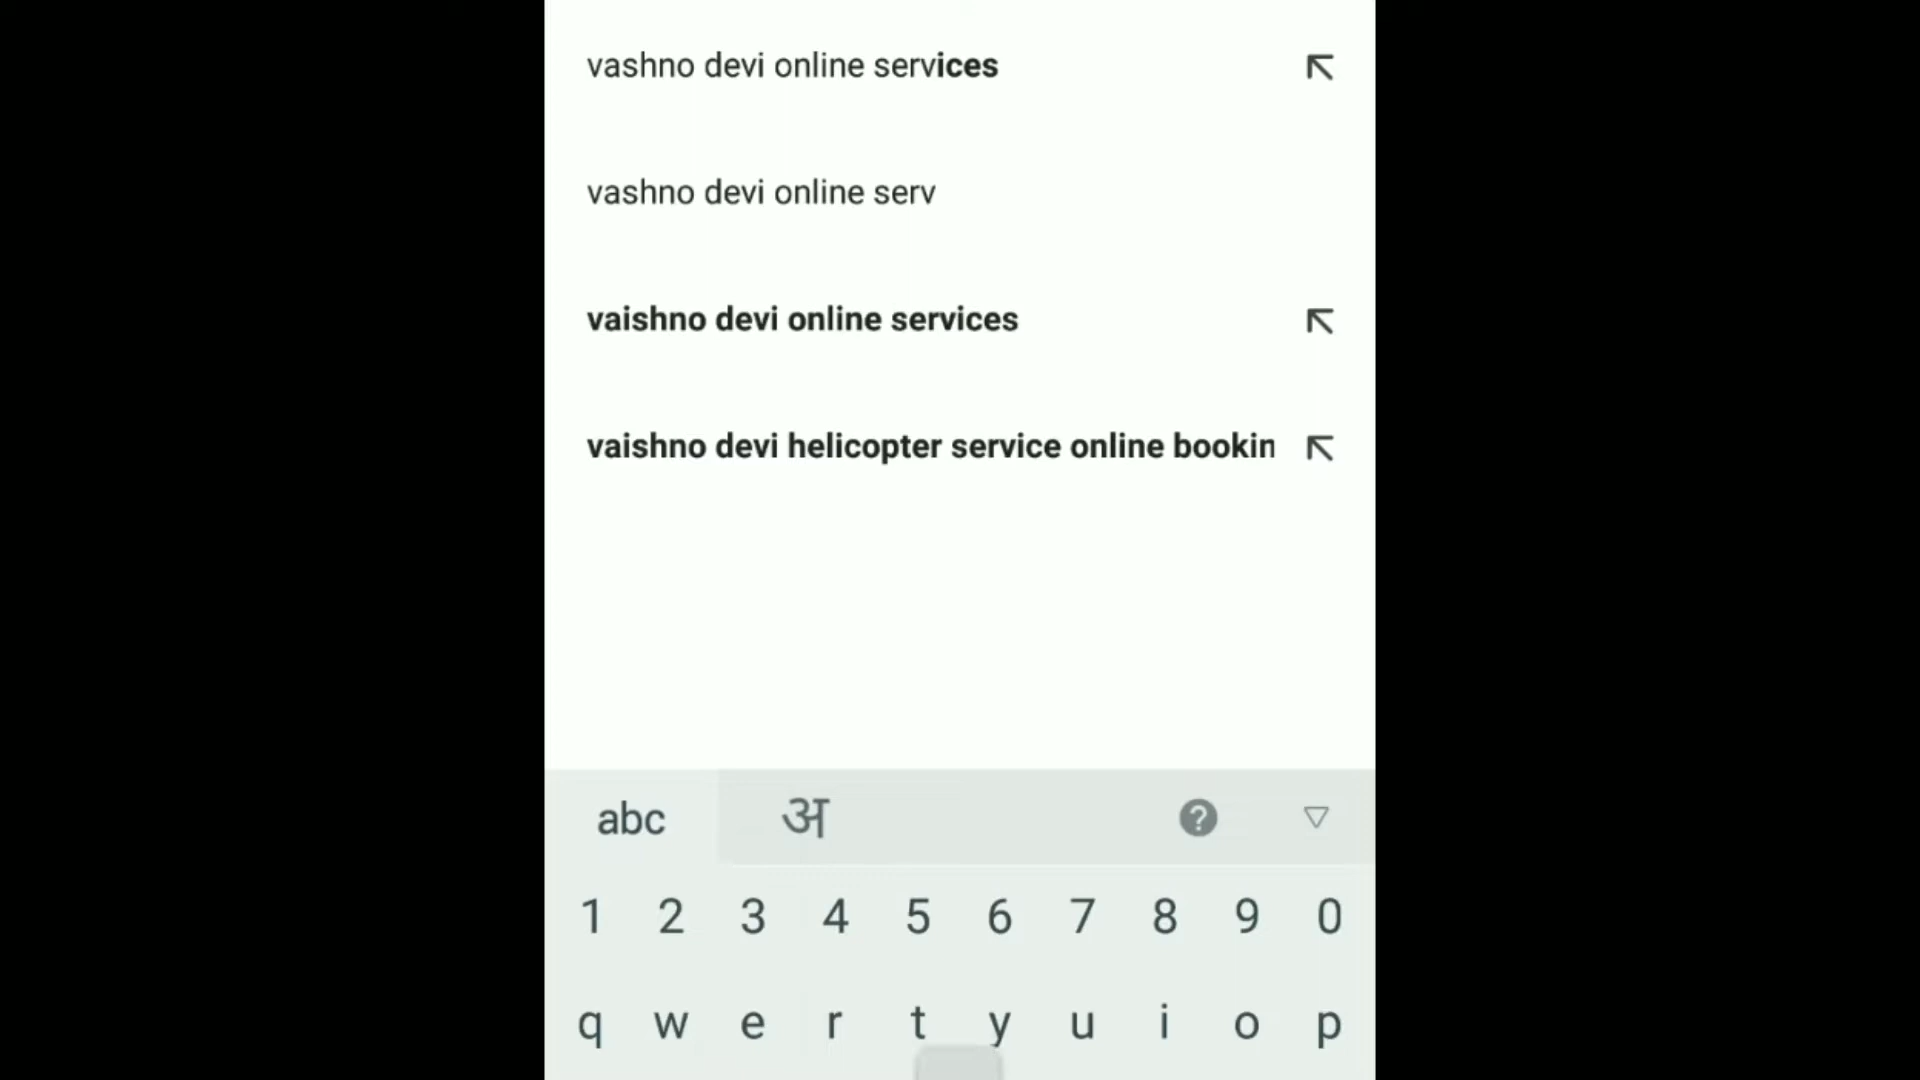 vashno devi online services
vashno devi online serv
vaishno devi online services
vaishno devi helicopter service online bookin
abc अ ?
1 2 3 4 5 6 7 8 9 0
q w e r t y u i o p